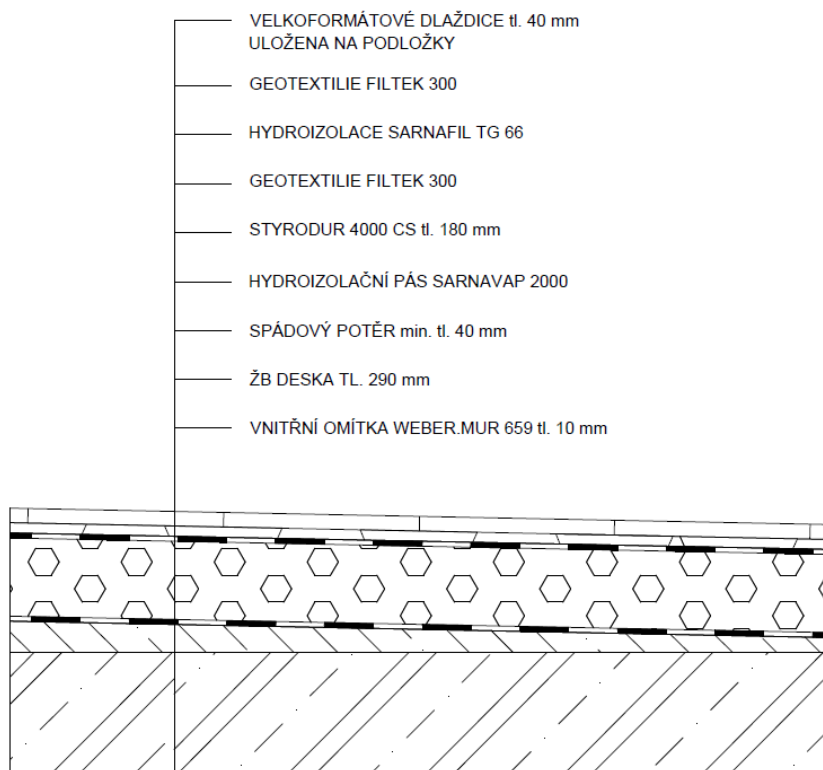 VELKOFORMÁTOVÉ DLAŽDICE tl. 40 mm
ULOŽENA NA PODLOŽKY
GEOTEXTILIE FILTEK 300
HYDROIZOLACE SARNAFIL TG 66
GEOTEXTILIE FILTEK 300
STYRODUR 4000 CS tl. 180 mm
HYDROIZOLAČNÍ PÁS SARNAVAP 2000
SPÁDOVÝ POTĚR min. tl. 40 mm
ŽB DESKA TL. 290 mm
VNITŘNÍ OMÍTKA WEBER.MUR 659 tl. 10 mm